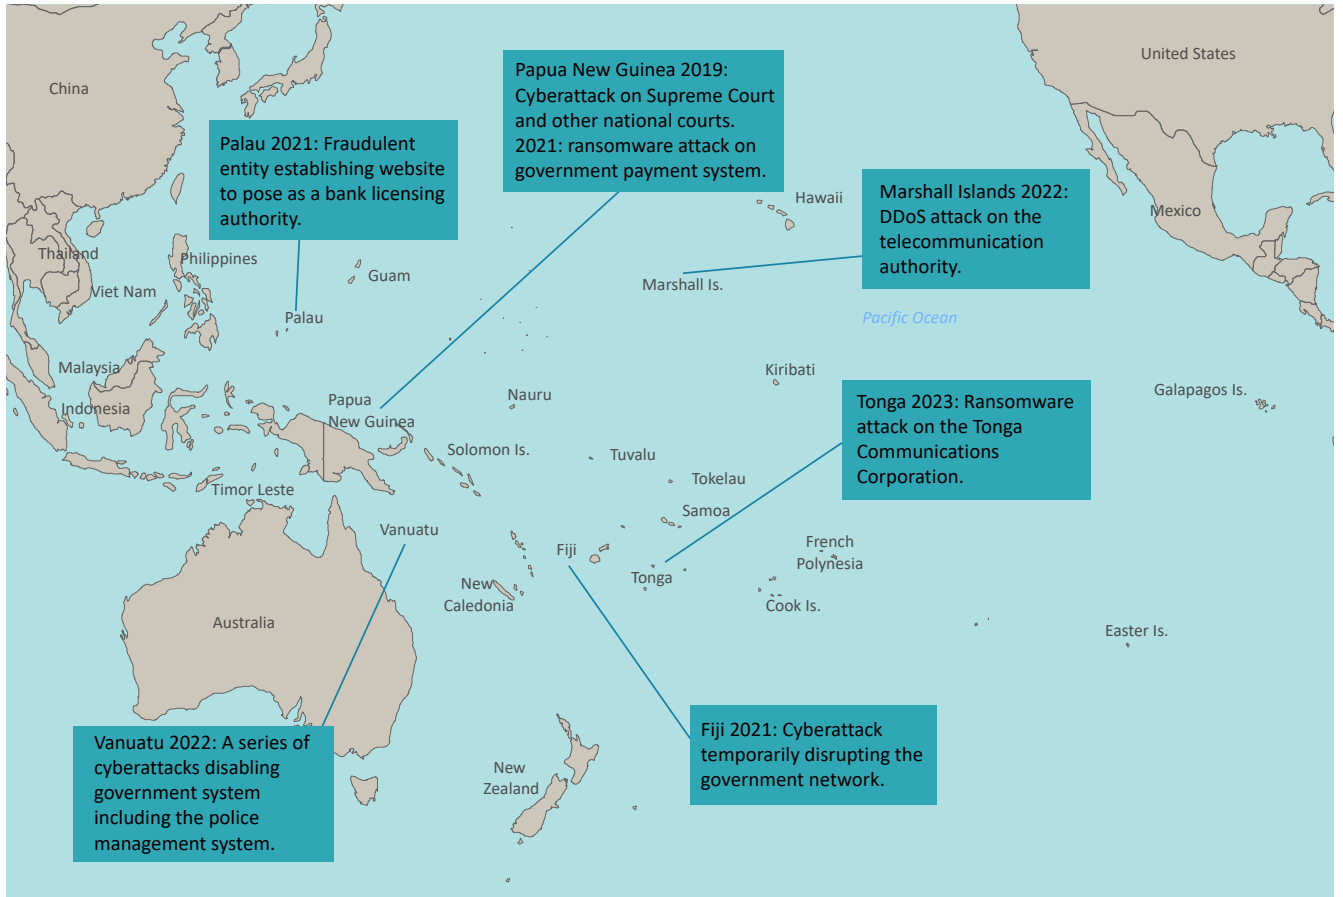 United States
China
Papua New Guinea 2019:
Cyberattack on Supreme Court
and other national courts.
2021: ransomware attack on
government payment system.
Palau 2021: Fraudulent
entity establishing website
to pose as a bank licensing
authority.
Marshall Islands 2022:
DDoS attack on the
telecommunication
authority.
Hawaii
Mexico
Thailand
Philippines
Guam
Viet Nam
Marshall Is.
Palau
Pacific Ocean
Malaysia
Kiribati
Indonesia
Papua
New Guinea
Nauru
Galapagos Is.
Tonga 2023: Ransomware
attack on the Tonga
Communications
Corporation.
Solomon Is.
Tuvalu
Tokelau
Timor Leste
Samoa
Vanuatu
Fiji
French
Polynesia
Tonga
New
Caledonia
Cook Is.
Australia
Easter Is.
Vanuatu 2022: A series of
cyberattacks disabling
government system
including the police
management system.
Fiji 2021: Cyberattack
temporarily disrupting the
government network.
New
Zealand